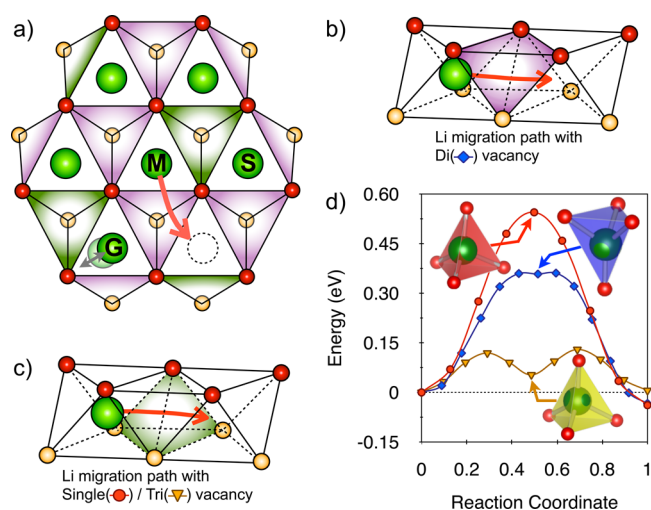 a)
M
S
G
b)
Li migration path with
Di(-◆-) vacancy
c)
Li migration path with
Single(-●-) / Tri(-▼-) vacancy
d)
0.60
0.45
0.30
0.15
0
-0.15
Energy (eV)
0 0.2 0.4 0.6 0.8 1
Reaction Coordinate